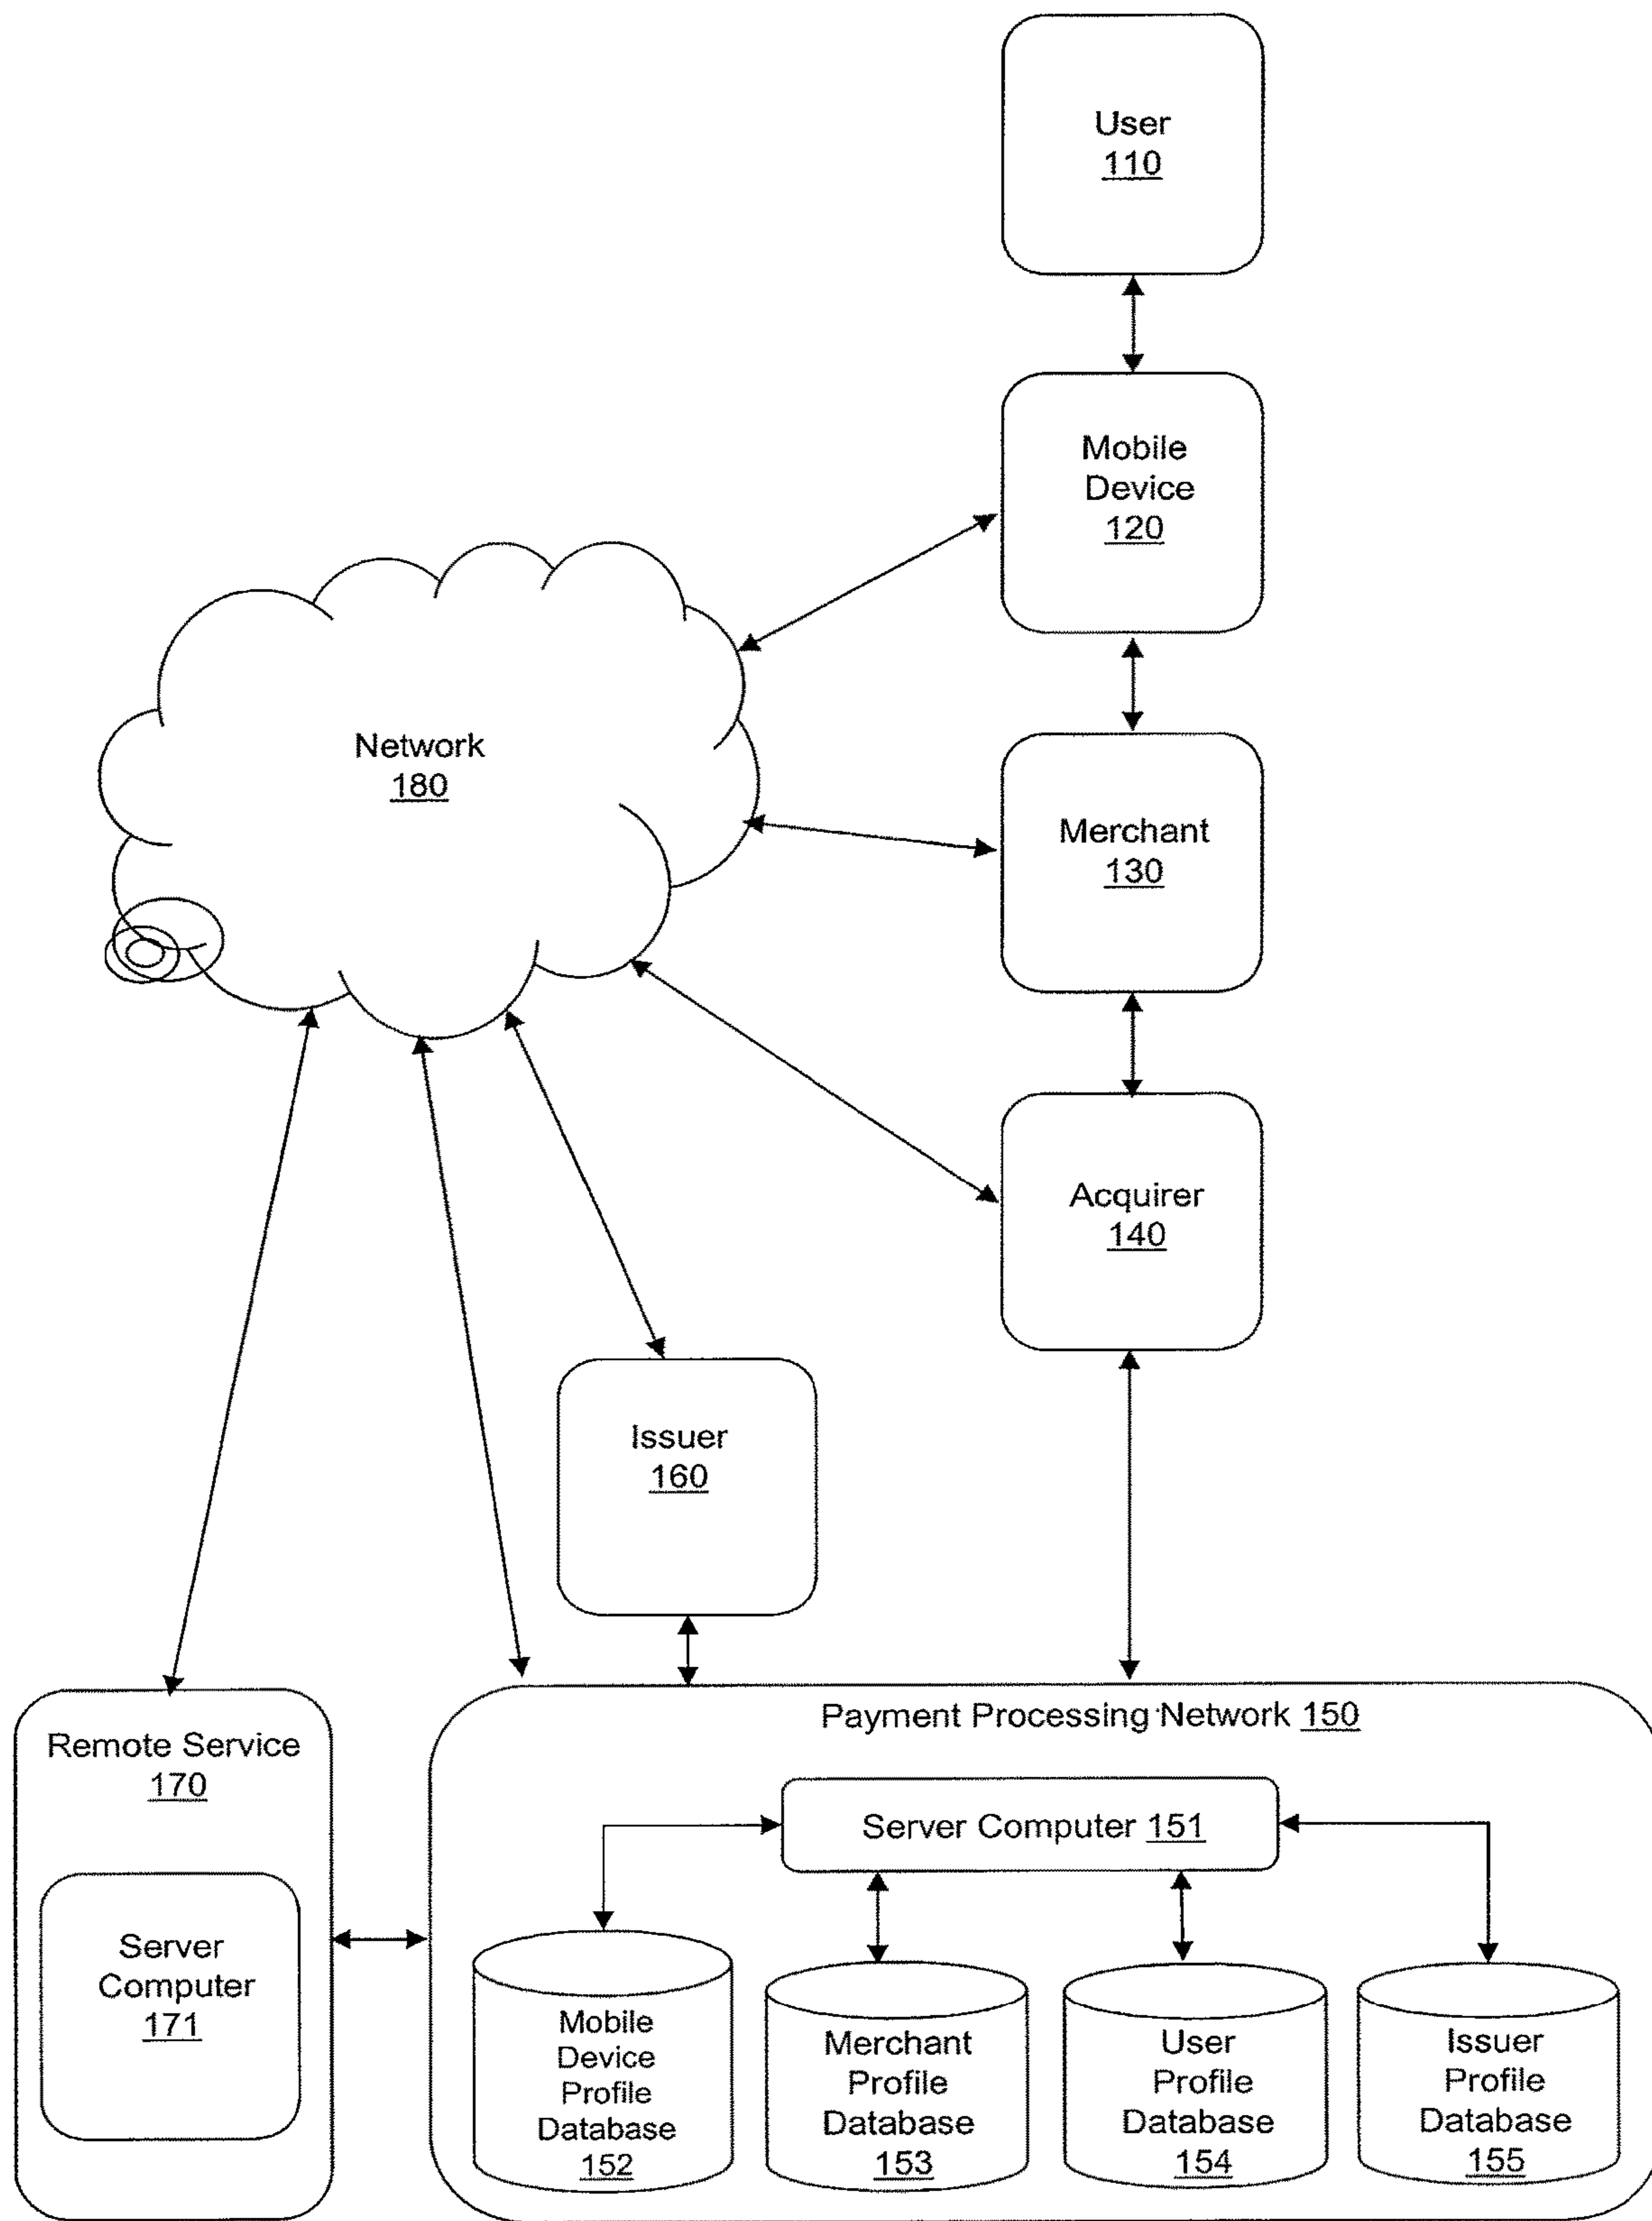 User
110
Mobile
Device
120
Network
180
Merchant
130
Acquirer
140
Issuer
160
Remote Service
170
Server
Computer
171
Payment Processing Network 150
Server Computer 151
Mobile
Device
Profile
Database
152
Merchant
Profile
Database
153
User
Profile
Database
154
Issuer
Profile
Database
155